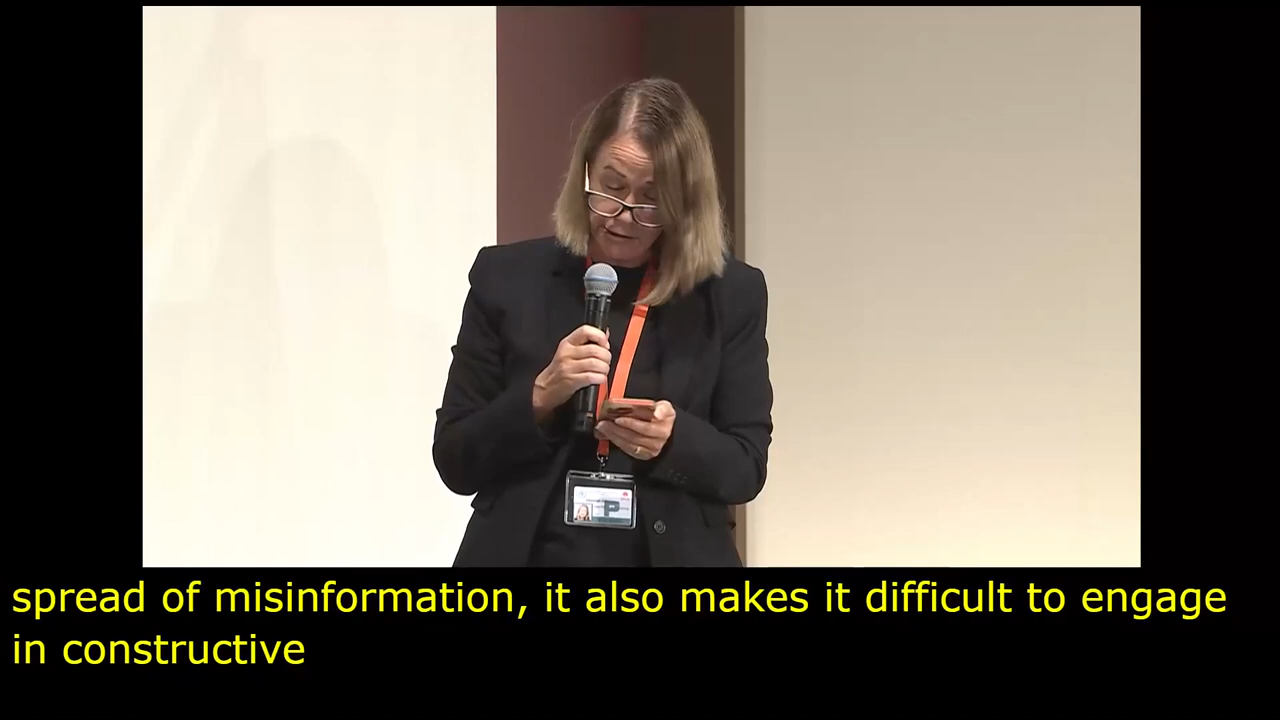 P
spread of misinformation, it also makes it difficult to engage
in constructive